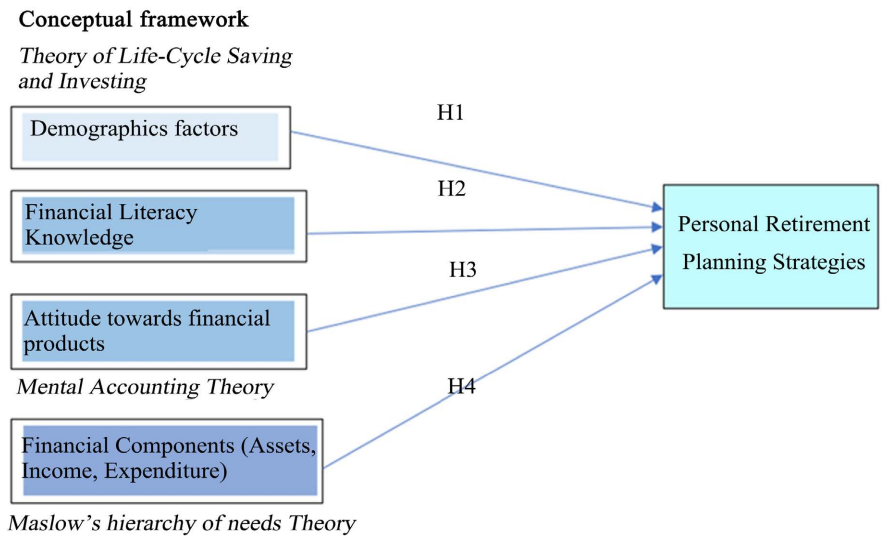 Conceptual framework
Theory of Life-Cycle Saving
and Investing
Demographics factors
H1
Financial Literacy
Knowledge
H2
Attitude towards financial
products
H3
Mental Accounting Theory
Financial Components (Assets,
Income, Expenditure)
H4
Maslow's hierarchy of needs Theory
Personal Retirement
Planning Strategies